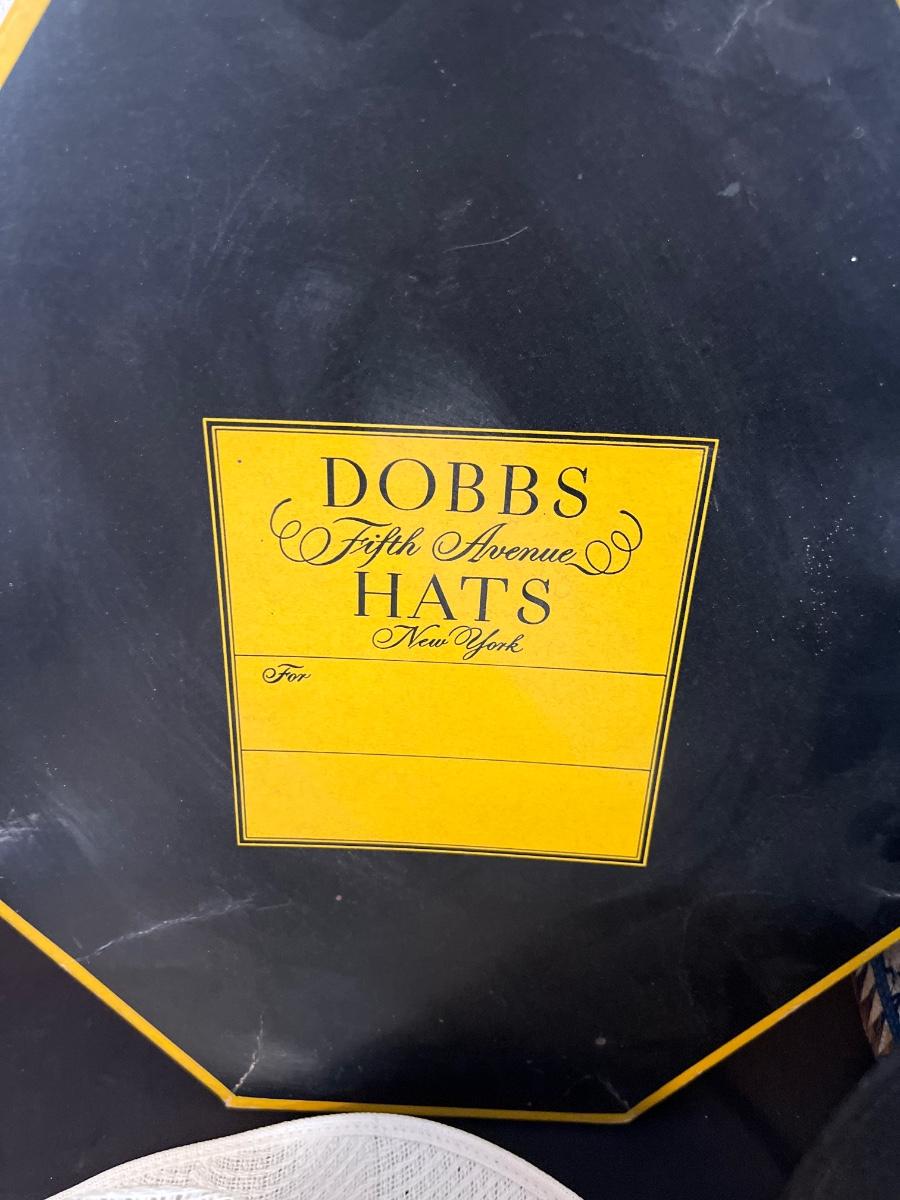 DOBBS
Fifth Avenue
HATS
New York
For